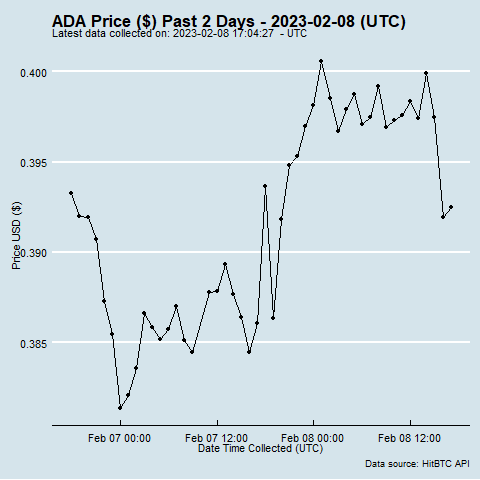 ADA Price ($) Past 2 Days - 2023-02-08 (UTC)
Latest data collected on: 2023-02-08 17:04:27 - UTC
0.400
0.395
0.390
0.385
Price USD ($)
Feb 07 00:00 Feb 07 12:00 Feb 08 00:00 Feb 08 12:00
Date Time Collected (UTC)
Data source: HitBTC API